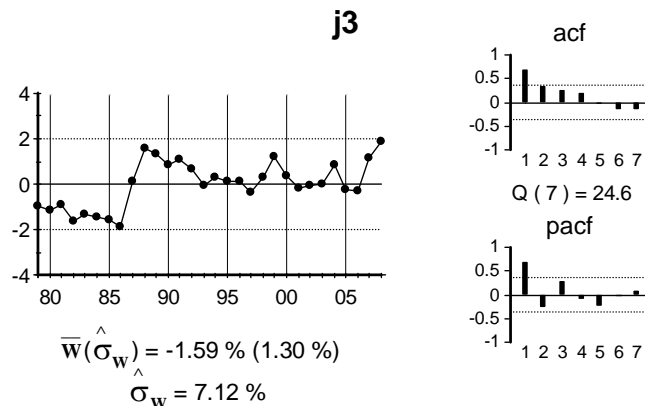 j3
4
2
0
-2
-4
80 85 90 95 00 05
w̅(σ̂w) = -1.59 % (1.30 %)
σ̂w = 7.12 %
acf
1
0.5
0
-0.5
-1
1 2 3 4 5 6 7
Q ( 7 ) = 24.6
pacf
1
0.5
0
-0.5
-1
1 2 3 4 5 6 7